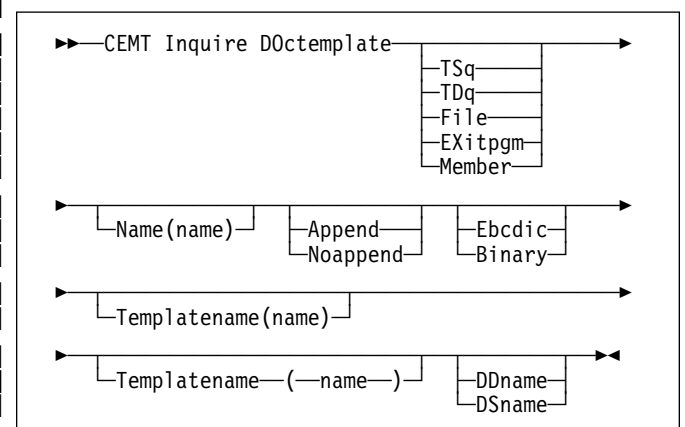 CEMT Inquire DOctemplate
TSq
TDq
File
EXitpgm
Member
Name(name) Append Ebcdic
Noappend Binary
Templatename(name)
Templatename ( name ) DDname
DSname